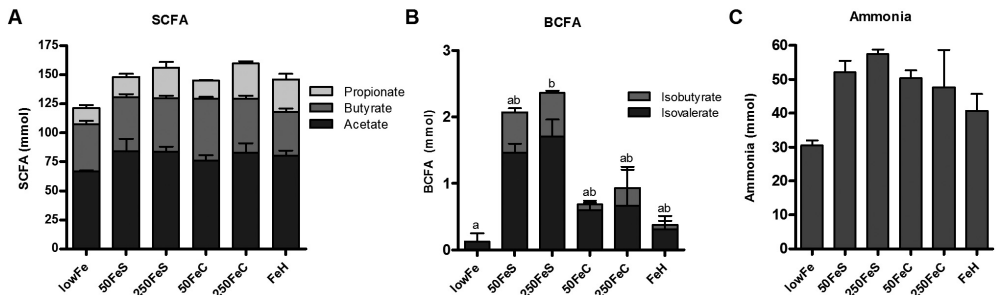 A
SCFA
SCFA (mmol)
175
150
125
100
75
50
25
0
lowFe
50FeS
250FeS
50FeC
250FeC
FeH
Propionate
Butyrate
Acetate
B
BCFA
BCFA (mmol)
3
2
1
0
a
ab
b
ab
ab
ab
lowFe
50FeS
250FeS
50FeC
250FeC
FeH
Isobutyrate
Isovalerate
C
Ammonia
Ammonia (mmol)
60
50
40
30
20
10
0
lowFe
50FeS
250FeS
50FeC
250FeC
FeH